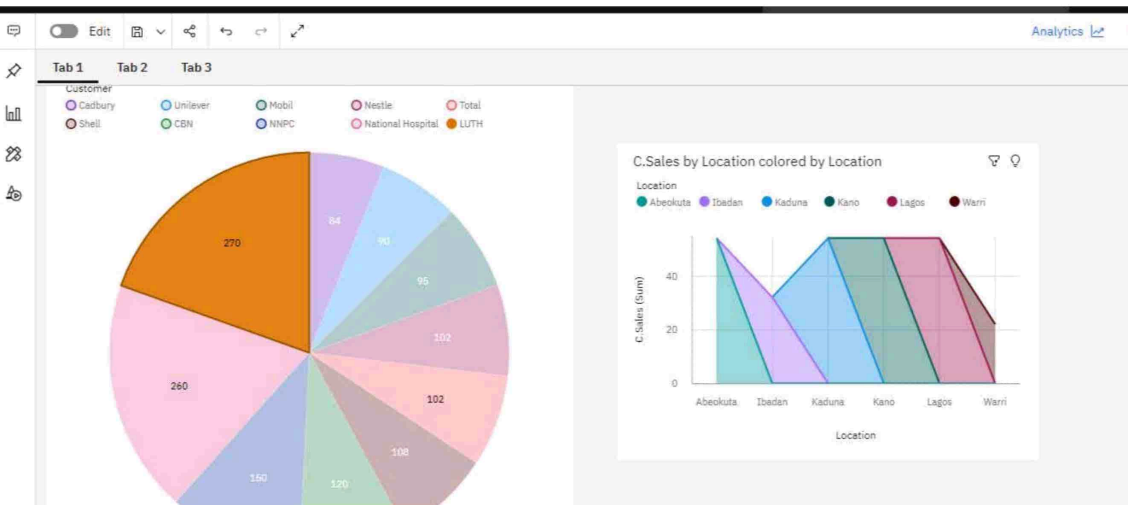 Edit
Analytics
Tab 1 Tab 2 Tab 3
Customer
Cadbury Unilever Mobil Nestle Total
Shell CBN NNPC National Hospital LUTH
84
90
95
102
102
108
120
150
260
270
C.Sales by Location colored by Location
Location
Abeokuta Ibadan Kaduna Kano Lagos Warri
C.Sales (Sum)
40
20
0
Abeokuta Ibadan Kaduna Kano Lagos Warri
Location